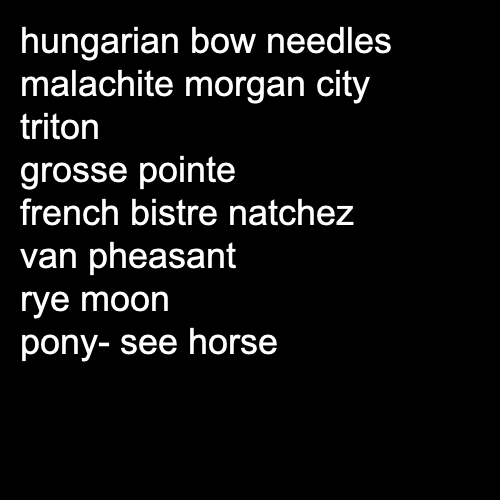 hungarian bow needles
malachite morgan city
triton
grosse pointe
french bistre natchez
van pheasant
rye moon
pony- see horse